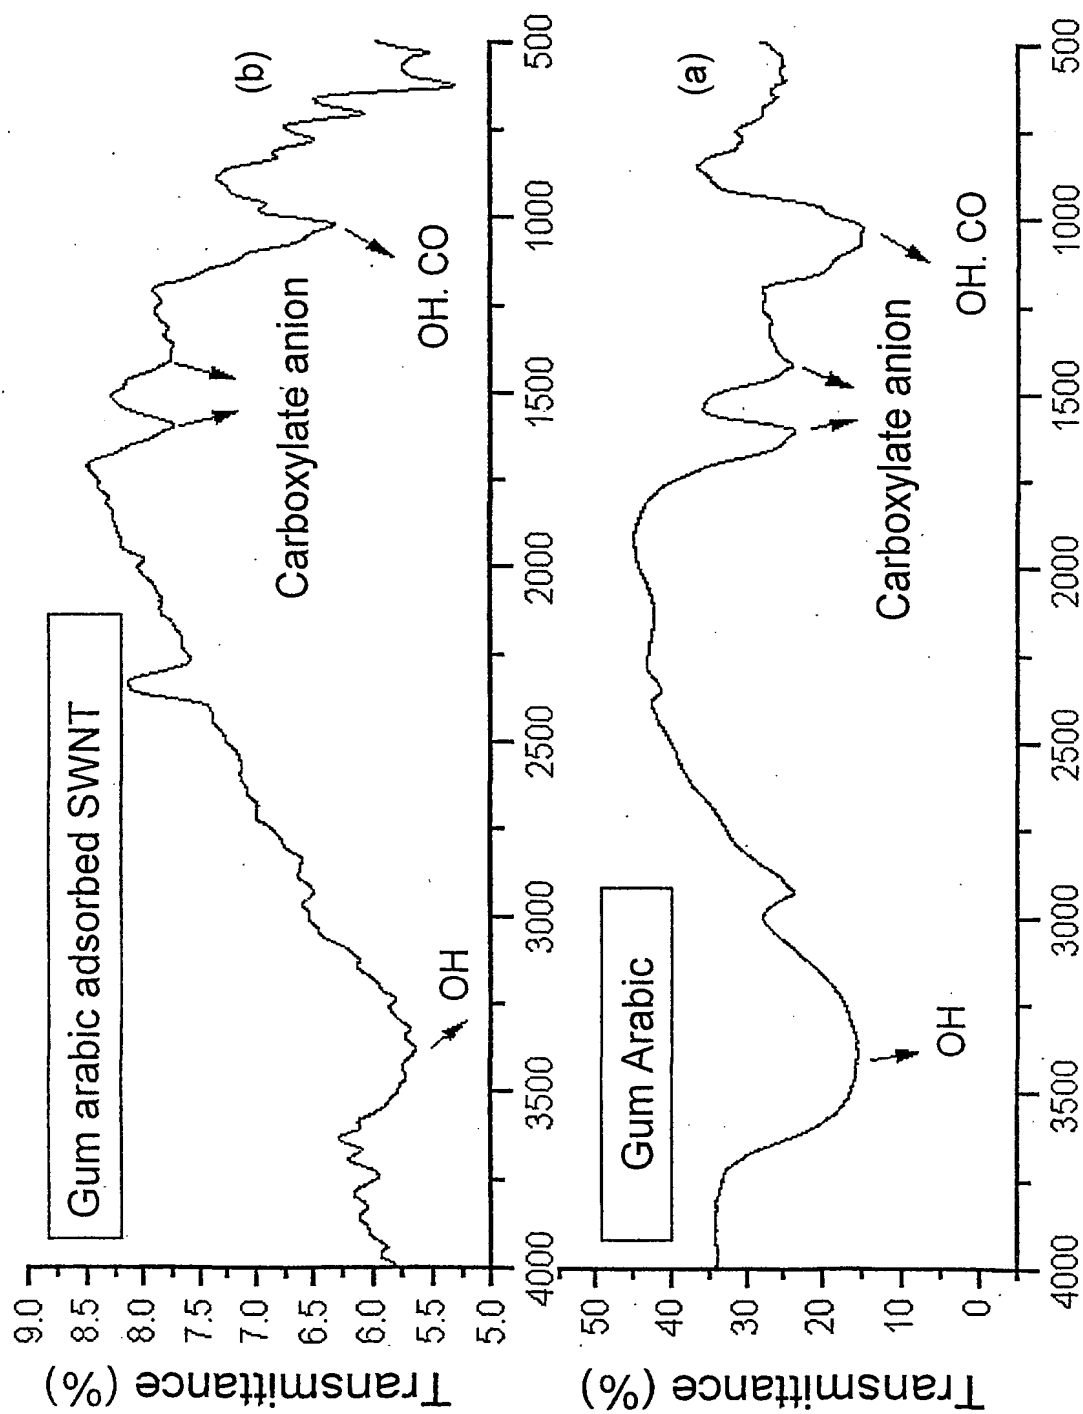 Gum arabic adsorbed SWNT
(b)
Transmittance (%)
9.0
8.5
8.0
7.5
7.0
6.5
6.0
5.5
5.0
OH
Carboxylate anion
OH. CO
4000 3500 3000 2500 2000 1500 1000 500
Gum Arabic
(a)
Transmittance (%)
50
40
30
20
10
0
OH
Carboxylate anion
OH. CO
4000 3500 3000 2500 2000 1500 1000 500